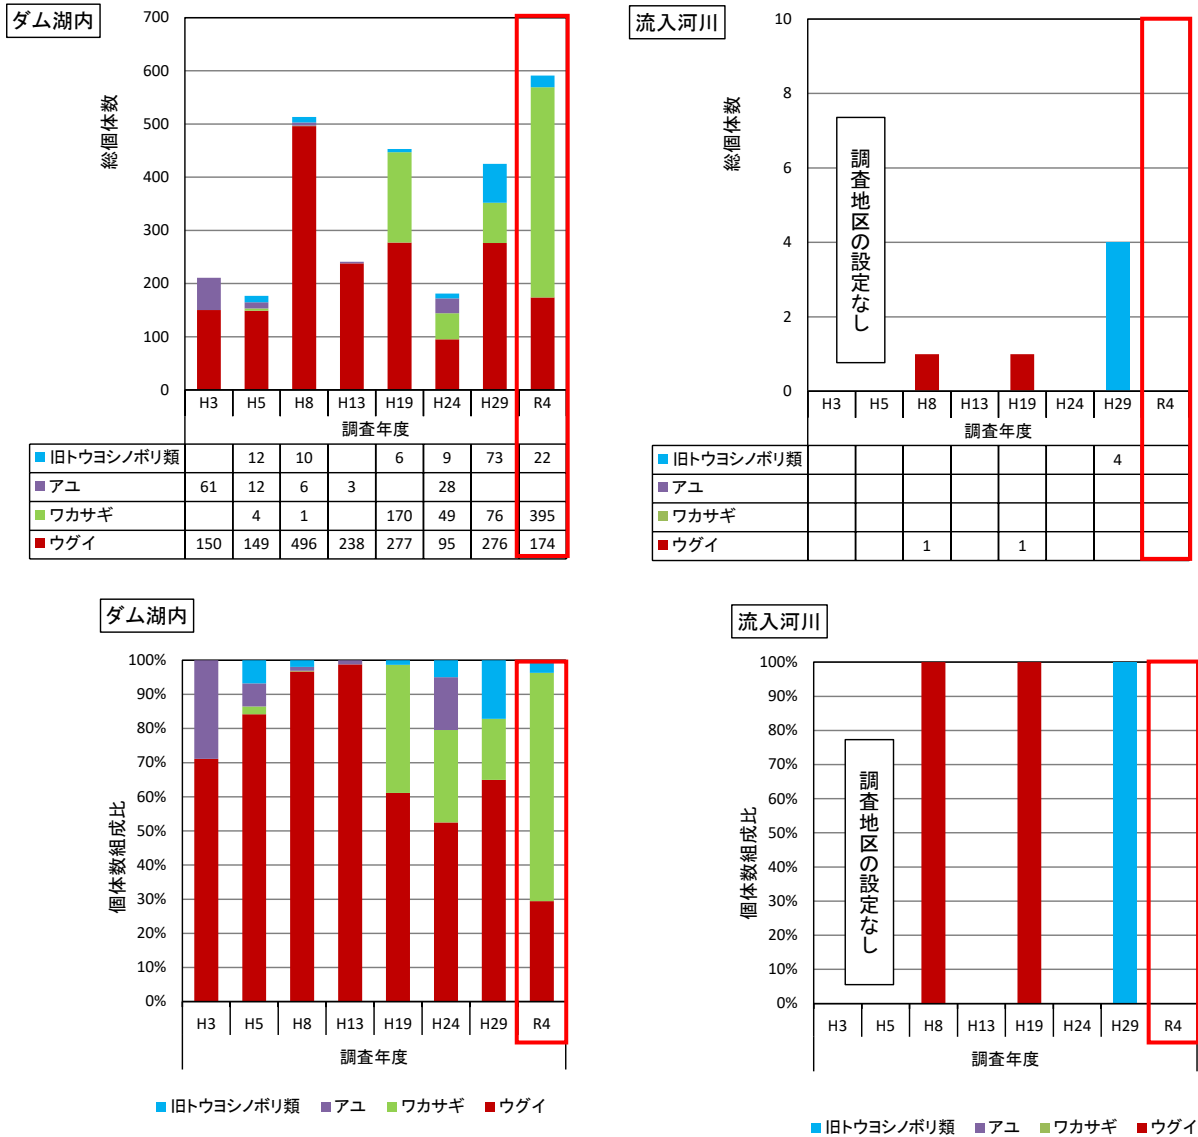 ダム湖内
総個体数
700
600
500
400
300
200
100
0
H3 H5 H8 H13 H19 H24 H29 R4
調査年度
旧トウヨシノボリ類 12 10 6 9 73 22
アユ 61 12 6 3 28
ワカサギ 4 1 170 49 76 395
ウグイ 150 149 496 238 277 95 276 174
流入河川
総個体数
10
8
6
4
2
0
調査地区の設定なし
H3 H5 H8 H13 H19 H24 H29 R4
調査年度
旧トウヨシノボリ類 4
アユ
ワカサギ
ウグイ 1 1
ダム湖内
個体数組成比
100%
90%
80%
70%
60%
50%
40%
30%
20%
10%
0%
H3 H5 H8 H13 H19 H24 H29 R4
調査年度
旧トウヨシノボリ類 アユ ワカサギ ウグイ
流入河川
個体数組成比
100%
90%
80%
70%
60%
50%
40%
30%
20%
10%
0%
調査地区の設定なし
H3 H5 H8 H13 H19 H24 H29 R4
調査年度
旧トウヨシノボリ類 アユ ワカサギ ウグイ